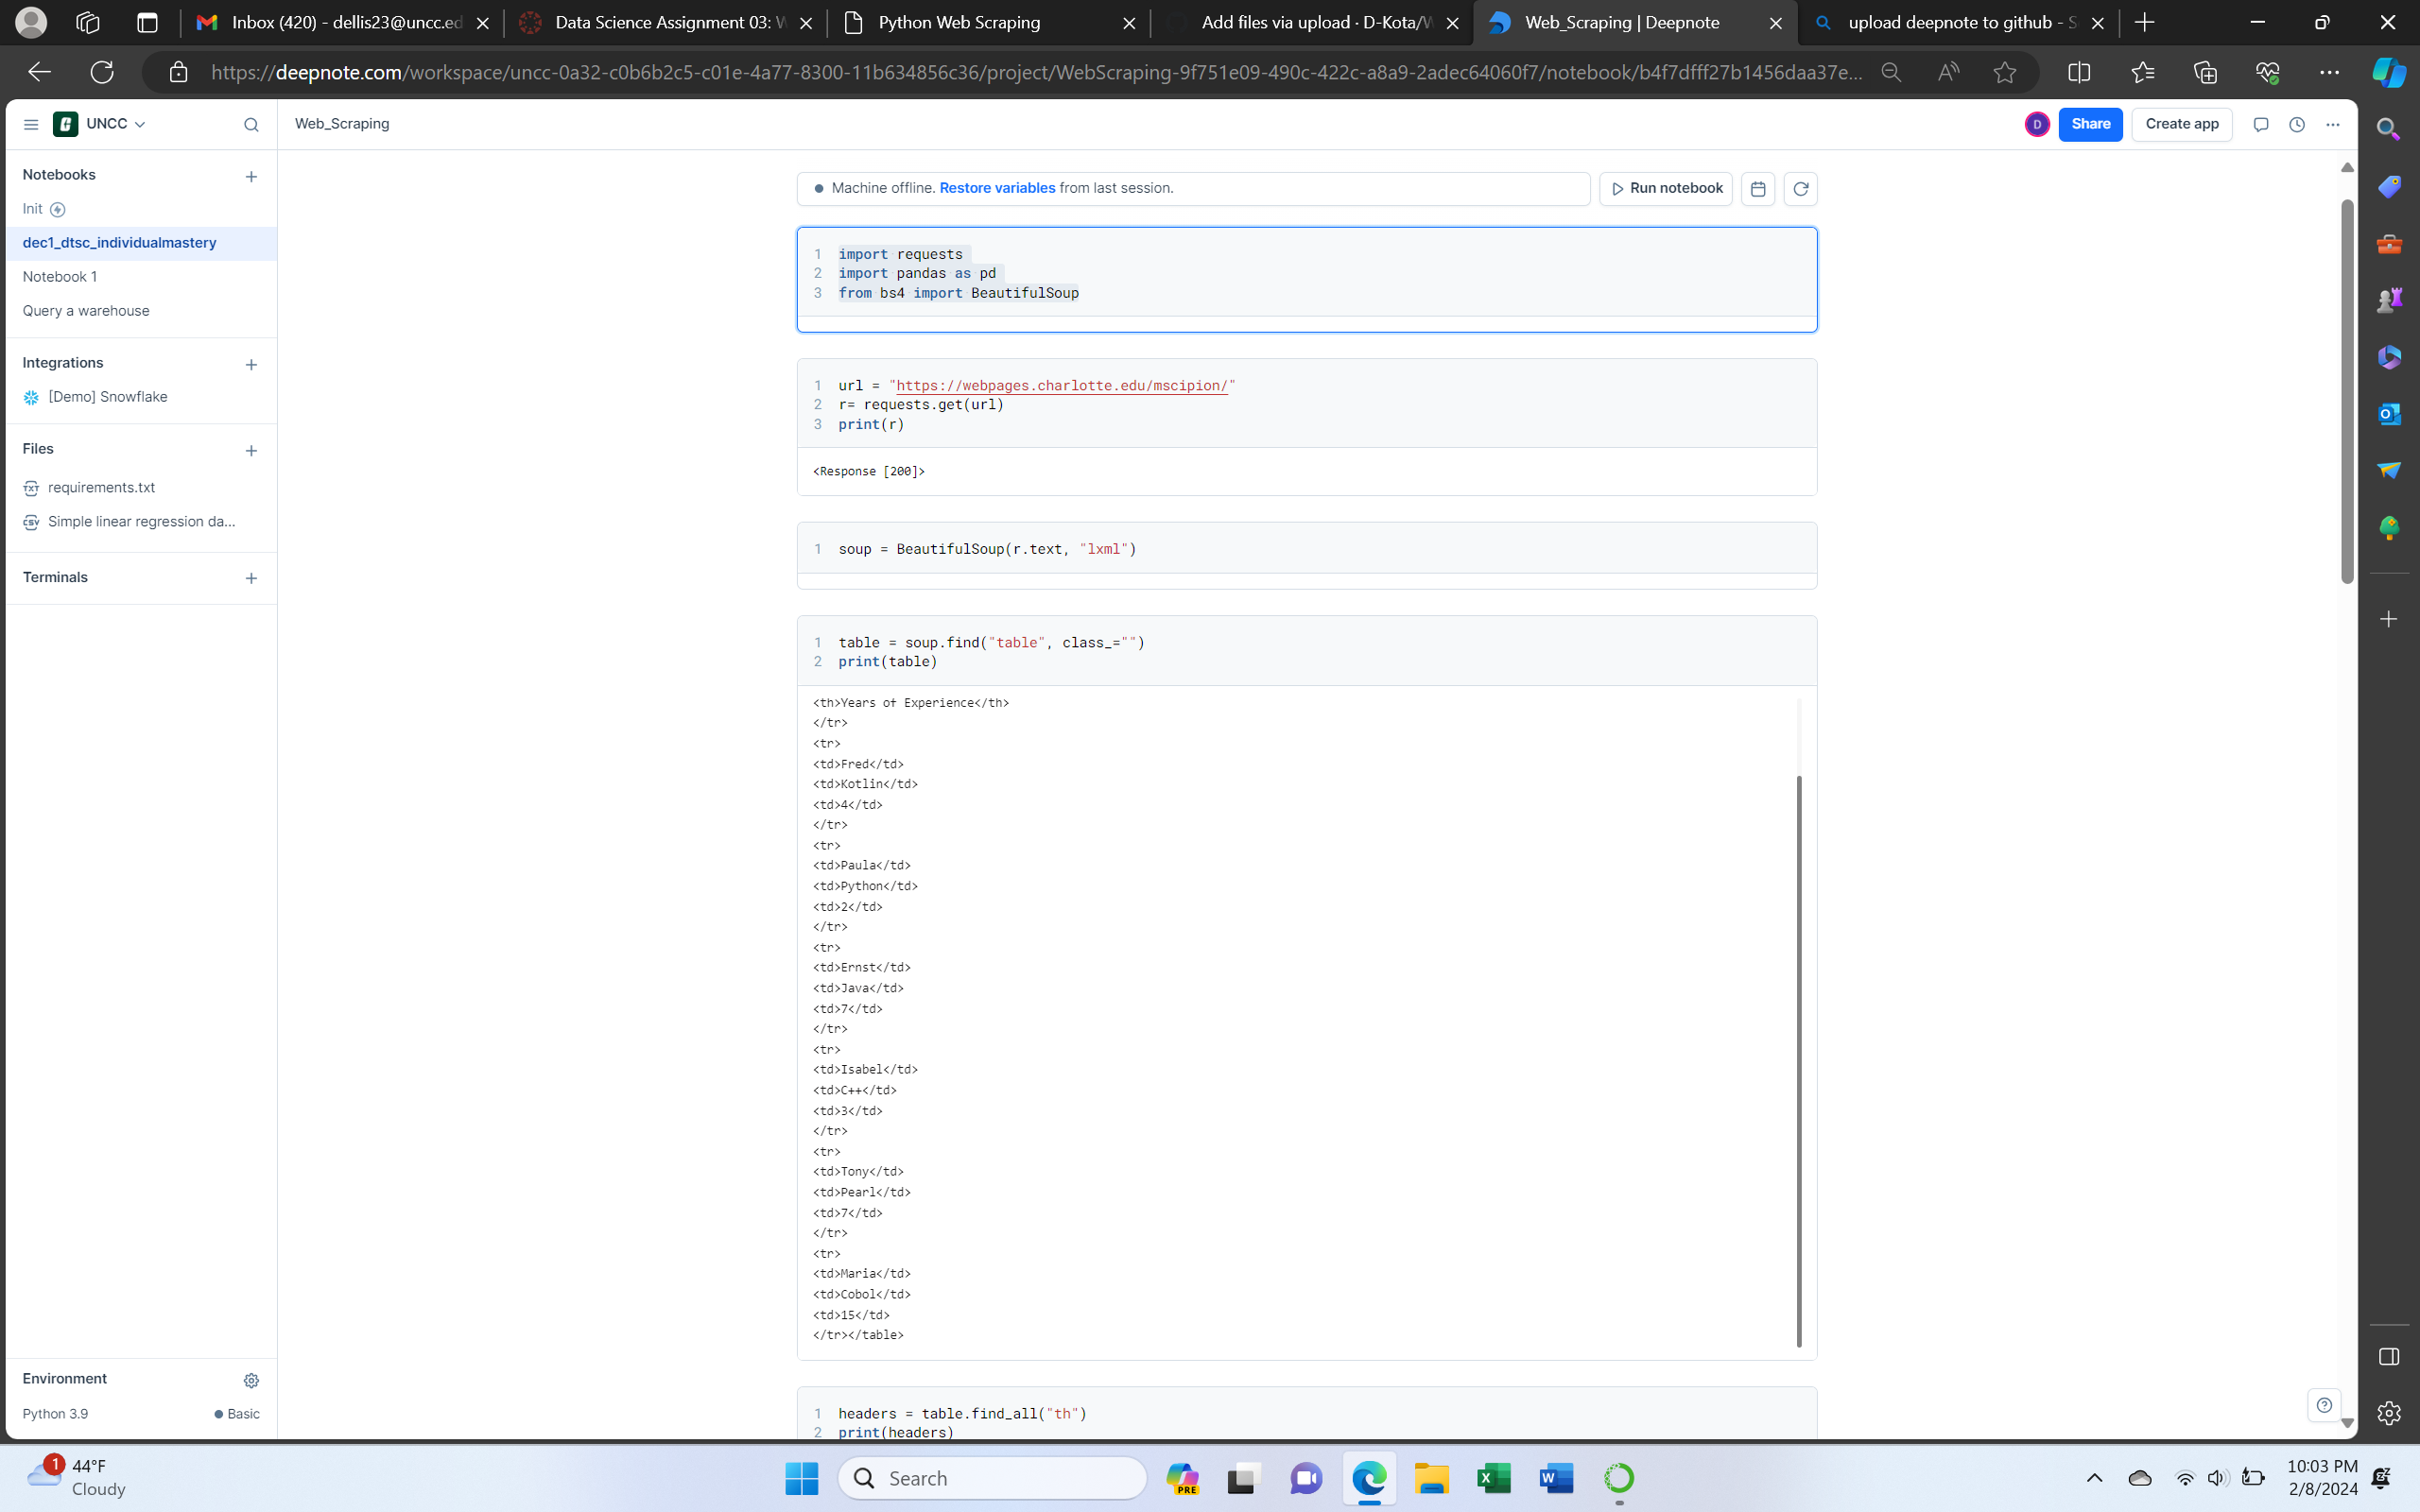 Inbox (420) - dellis23@uncc.ed
Data Science Assignment 03: W
Python Web Scraping
Add files via upload · D-Kota/W
Web_Scraping | Deepnote
upload deepnote to github - S
https://deepnote.com/workspace/uncc-0a32-c0b6b2c5-c01e-4a77-8300-11b634856c36/project/WebScraping-9f751e09-490c-422c-a8a9-2adec64060f7/notebook/b4f7dfff27b1456daa37e...
UNCC
Web_Scraping
D
Share
Create app
Notebooks
Init
dec1_dtsc_individualmastery
Notebook 1
Query a warehouse
Integrations
[Demo] Snowflake
Files
TXT requirements.txt
CSV Simple linear regression da...
Terminals
Environment
Python 3.9
Basic
Machine offline. Restore variables from last session.
Run notebook
1 import requests
2 import pandas as pd
3 from bs4 import BeautifulSoup
1 url = "https://webpages.charlotte.edu/mscipion/"
2 r= requests.get(url)
3 print(r)
<Response [200]>
1 soup = BeautifulSoup(r.text, "lxml")
1 table = soup.find("table", class_="")
2 print(table)
<th>Years of Experience</th>
</tr>
<tr>
<td>Fred</td>
<td>Kotlin</td>
<td>4</td>
</tr>
<tr>
<td>Paula</td>
<td>Python</td>
<td>2</td>
</tr>
<tr>
<td>Ernst</td>
<td>Java</td>
<td>7</td>
</tr>
<tr>
<td>Isabel</td>
<td>C++</td>
<td>3</td>
</tr>
<tr>
<td>Tony</td>
<td>Pearl</td>
<td>7</td>
</tr>
<tr>
<td>Maria</td>
<td>Cobol</td>
<td>15</td>
</tr></table>
1 headers = table.find_all("th")
2 print(headers)
1
44°F
Cloudy
Search
PRE
10:03 PM
2/8/2024